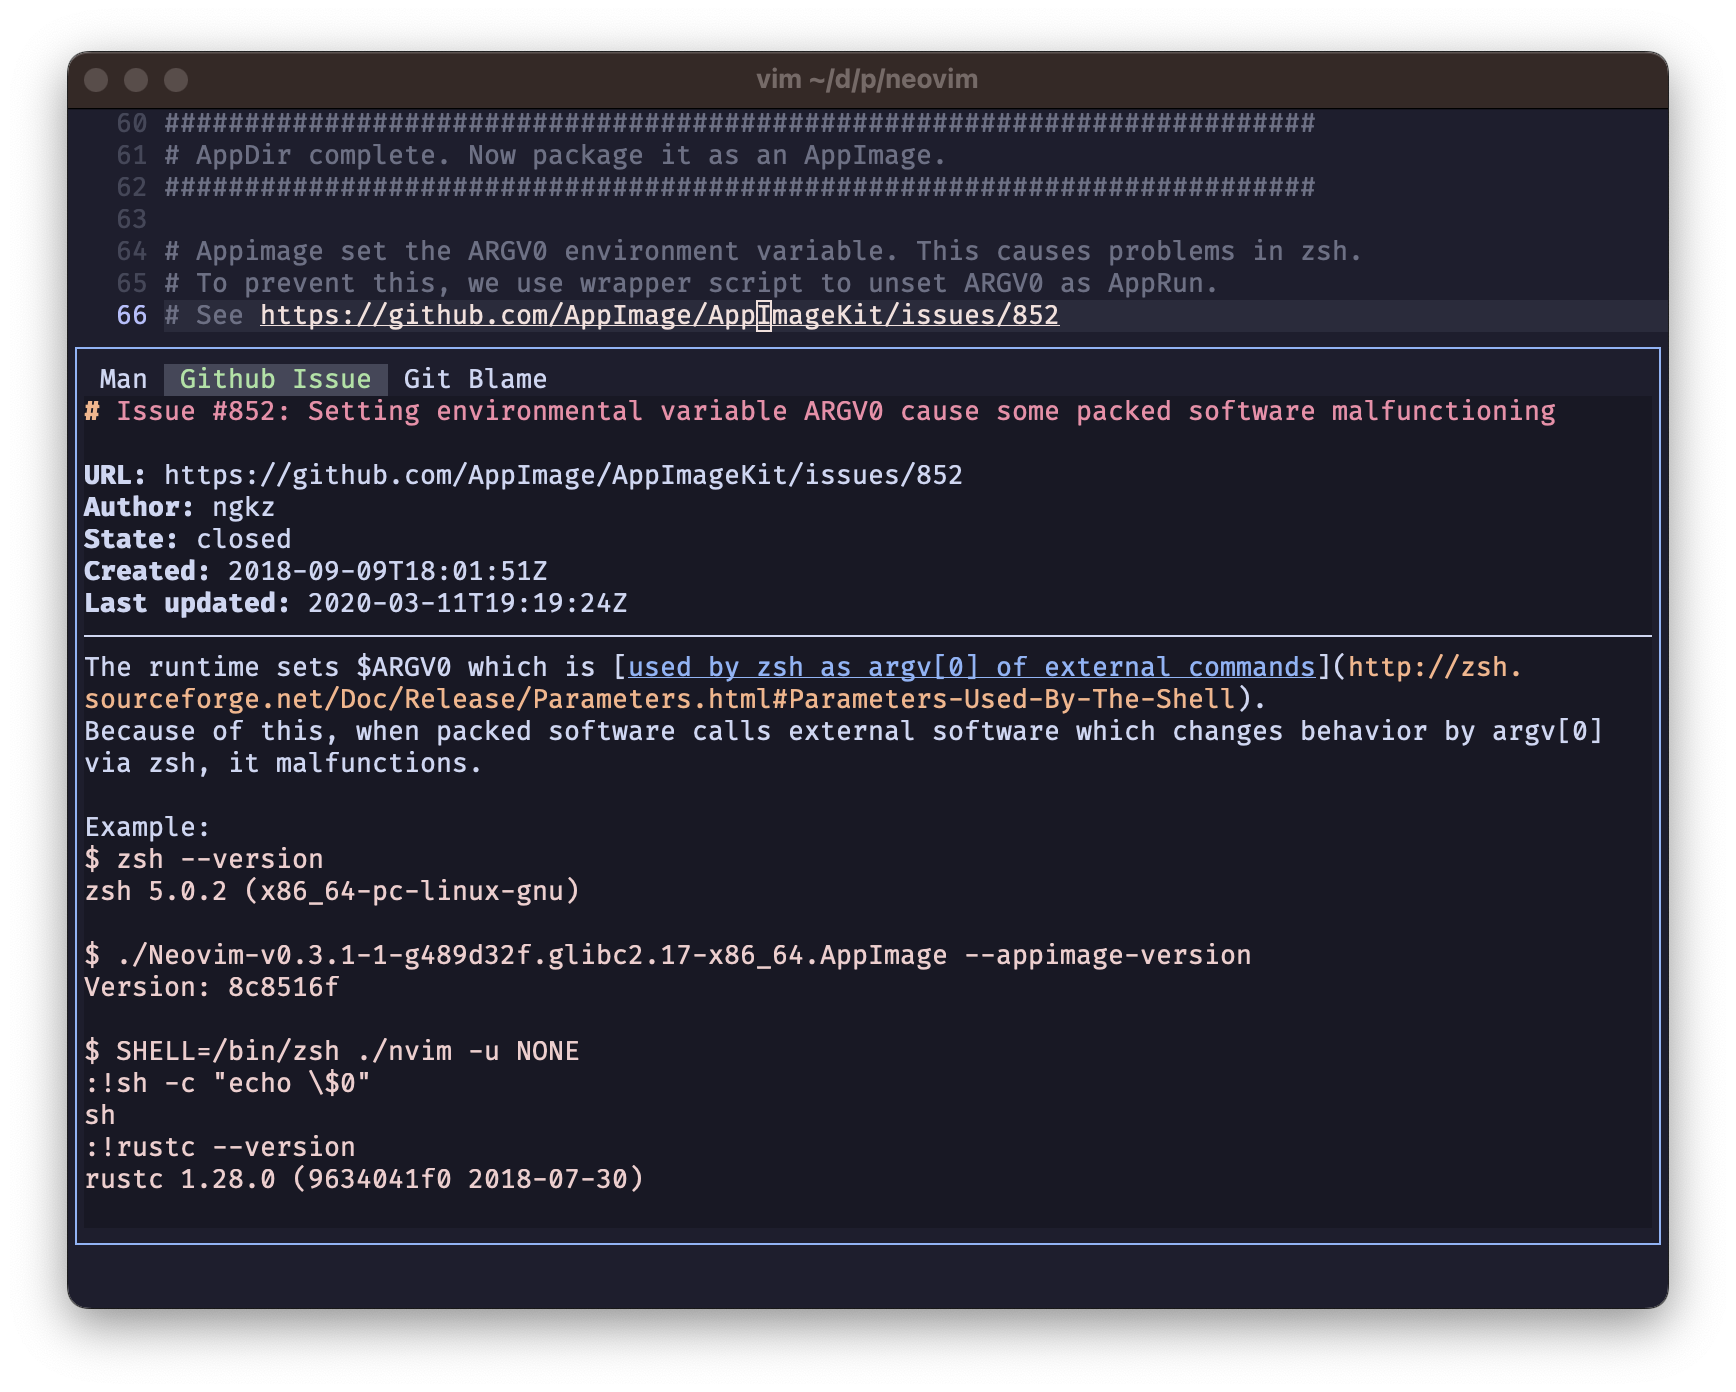 vim ~/d/p/neovim
60 ########################################################################
61 # AppDir complete. Now package it as an AppImage.
62 ########################################################################
63
64 # Appimage set the ARGV0 environment variable. This causes problems in zsh.
65 # To prevent this, we use wrapper script to unset ARGV0 as AppRun.
66 # See https://github.com/AppImage/AppImageKit/issues/852
Man Github Issue Git Blame
# Issue #852: Setting environmental variable ARGV0 cause some packed software malfunctioning
URL: https://github.com/AppImage/AppImageKit/issues/852
Author: ngkz
State: closed
Created: 2018-09-09T18:01:51Z
Last updated: 2020-03-11T19:19:24Z
The runtime sets $ARGV0 which is [used by zsh as argv[0] of external commands](http://zsh.
sourceforge.net/Doc/Release/Parameters.html#Parameters-Used-By-The-Shell).
Because of this, when packed software calls external software which changes behavior by argv[0]
via zsh, it malfunctions.
Example:
$ zsh --version
zsh 5.0.2 (x86_64-pc-linux-gnu)
$ ./Neovim-v0.3.1-1-g489d32f.glibc2.17-x86_64.AppImage --appimage-version
Version: 8c8516f
$ SHELL=/bin/zsh ./nvim -u NONE
:!sh -c "echo \$0"
sh
:!rustc --version
rustc 1.28.0 (9634041f0 2018-07-30)